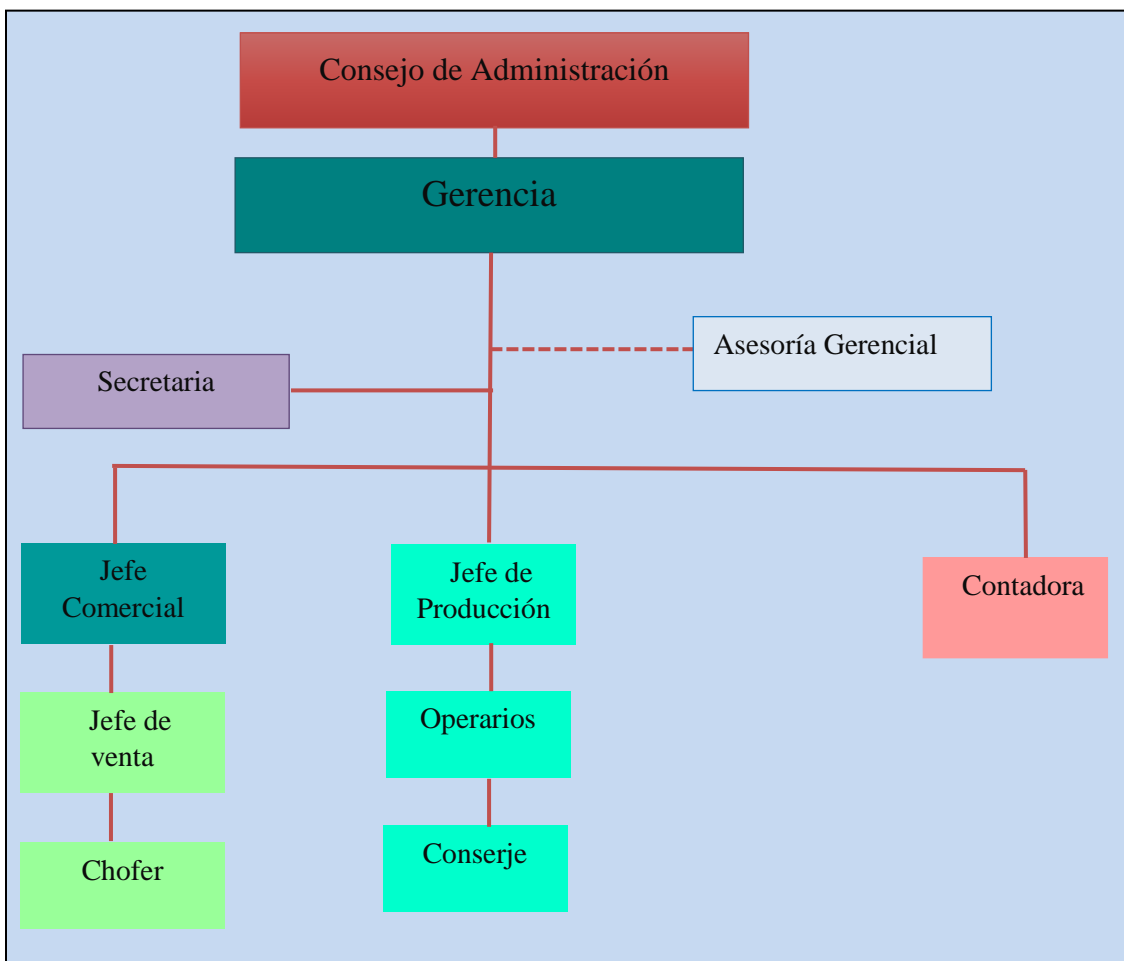 Consejo de Administración
Gerencia
Asesoría Gerencial
Secretaria
Jefe
Comercial
Jefe de
Producción
Contadora
Jefe de
venta
Operarios
Chofer
Conserje